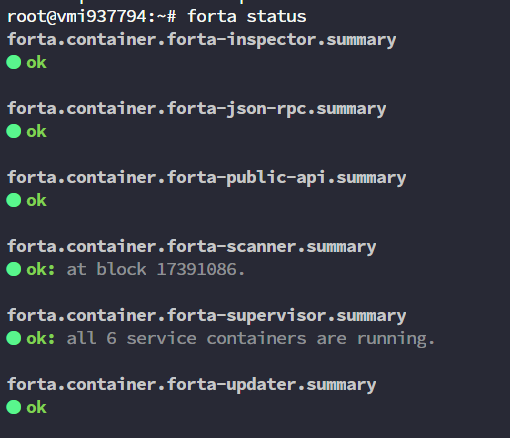 root@vmi937794:~# forta status
forta.container.forta-inspector.summary
ok
forta.container.forta-json-rpc.summary
ok
forta.container.forta-public-api.summary
ok
forta.container.forta-scanner.summary
ok: at block 17391086.
forta.container.forta-supervisor.summary
ok: all 6 service containers are running.
forta.container.forta-updater.summary
ok